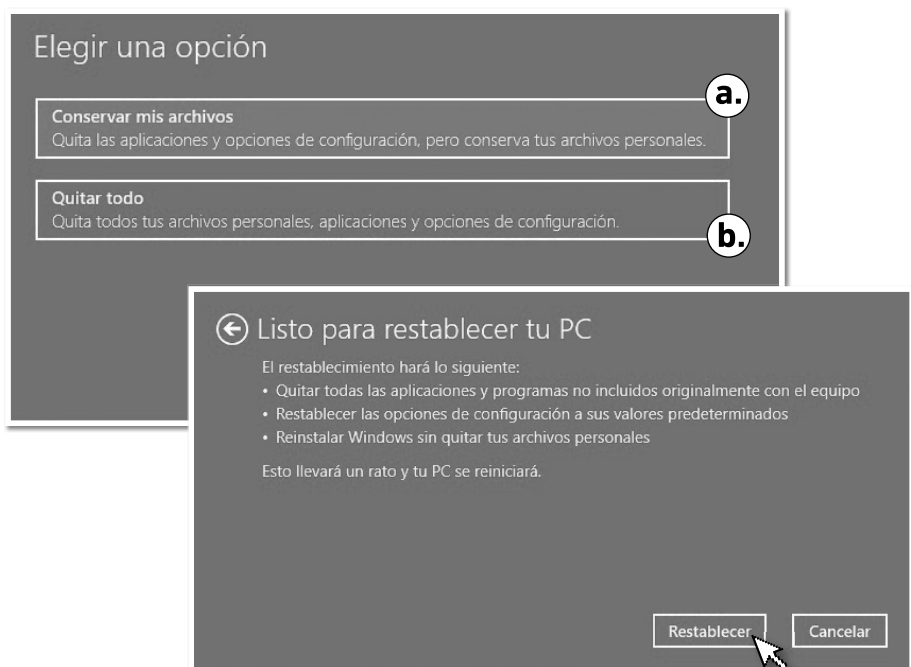 Elegir una opción
a.
Conservar mis archivos
Quita las aplicaciones y opciones de configuración, pero conserva tus archivos personales.
Quitar todo
Quita todos tus archivos personales, aplicaciones y opciones de configuración.
b.
Listo para restablecer tu PC
El restablecimiento hará lo siguiente:
• Quitar todas las aplicaciones y programas no incluidos originalmente con el equipo
• Restablecer las opciones de configuración a sus valores predeterminados
• Reinstalar Windows sin quitar tus archivos personales
Esto llevará un rato y tu PC se reiniciará.
Restablecer
Cancelar